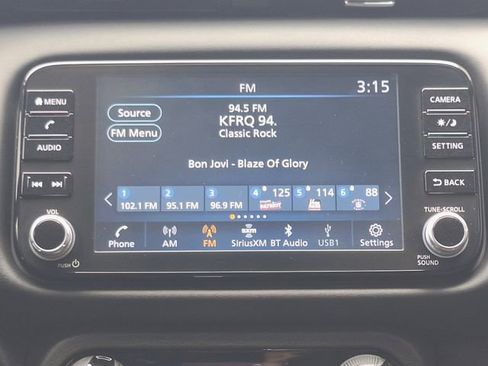 FM 3:15
MENU
CAMERA
Source
94.5 FM
KFRQ 94.
Classic Rock
FM Menu
AUDIO
SETTING
Bon Jovi - Blaze Of Glory
BACK
1 2 3 4 125 5 114 6 88
102.1 FM 95.1 FM 96.9 FM
VOL
TUNE-SCROLL
Phone AM FM SiriusXM BT Audio USB1 Settings
PUSH
PUSH
SOUND